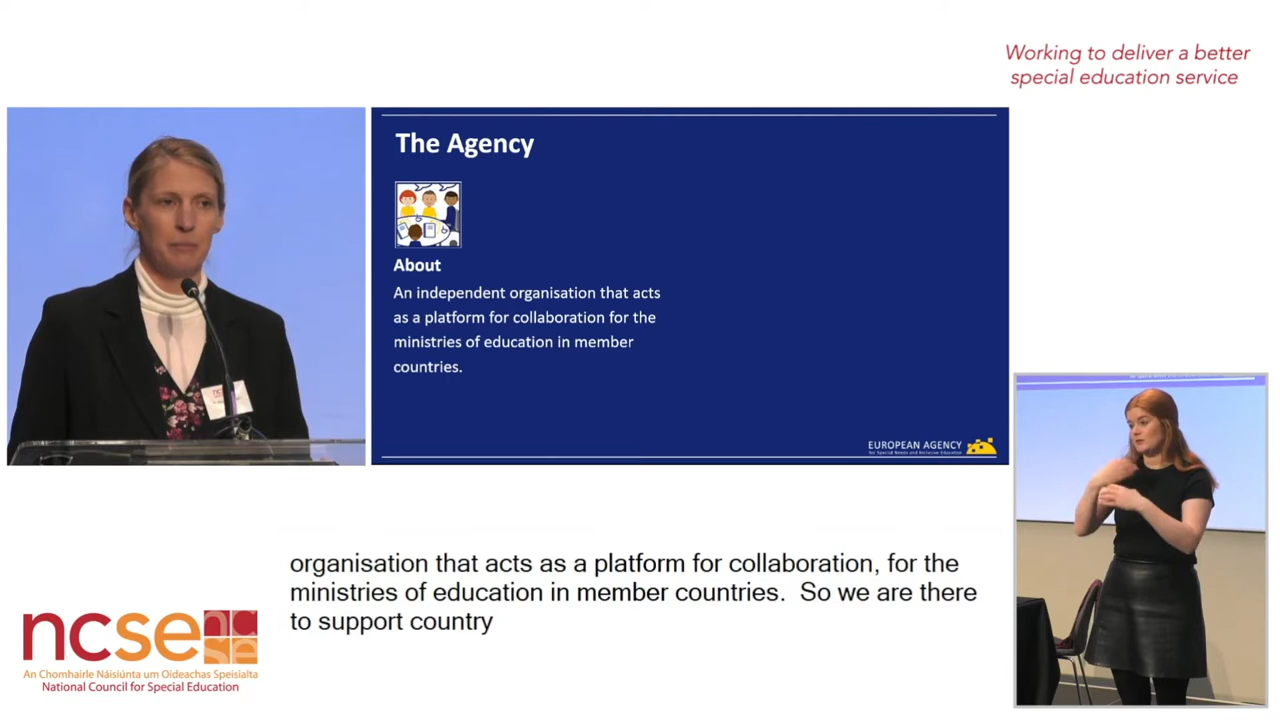 Working to deliver a better
special education service
The Agency
About
An independent organisation that acts
as a platform for collaboration for the
ministries of education in member
countries.
EUROPEAN AGENCY
for Special Needs and Inclusive Education
organisation that acts as a platform for collaboration, for the
ministries of education in member countries.  So we are there
to support country
ncse
nc
se
An Chomhairle Náisiúnta um Oideachas Speisialta
National Council for Special Education